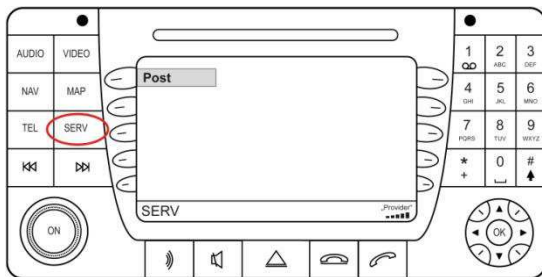 AUDIO VIDEO
NAV MAP
TEL SERV
ON
Post
SERV
„Provider“
1
2 ABC
3 DEF
4 GHI
5 JKL
6 MNO
7 PQRS
8 TUV
9 WXYZ
* +
0
#
OK